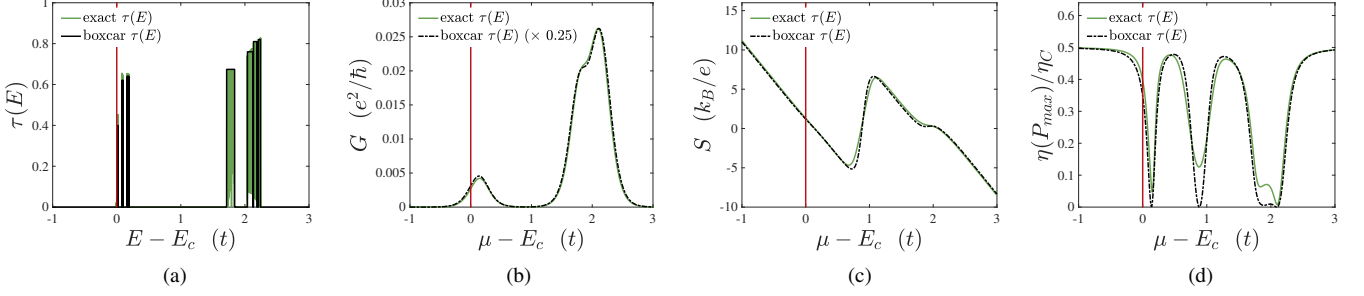 exact τ(E)
boxcar τ(E)
1
0.8
0.6
0.4
0.2
0
τ(E)
-1 0 1 2 3
E − E_c (t)
(a)
exact τ(E)
boxcar τ(E) (× 0.25)
0.03
0.025
0.02
0.015
0.01
0.005
0
G (e²/ħ)
-1 0 1 2 3
μ − E_c (t)
(b)
exact τ(E)
boxcar τ(E)
15
10
5
0
-5
-10
S (k_B/e)
-1 0 1 2 3
μ − E_c (t)
(c)
exact τ(E)
boxcar τ(E)
0.6
0.5
0.4
0.3
0.2
0.1
0
η(P_max)/η_C
-1 0 1 2 3
μ − E_c (t)
(d)